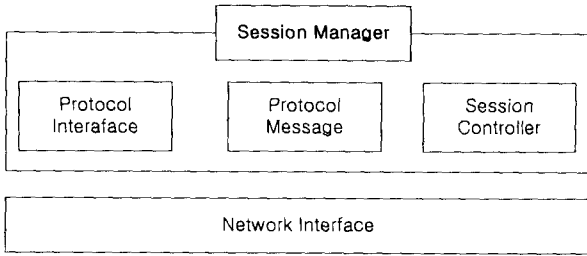 Session Manager
Protocol
Interaface
Protocol
Message
Session
Controller
Network Interface